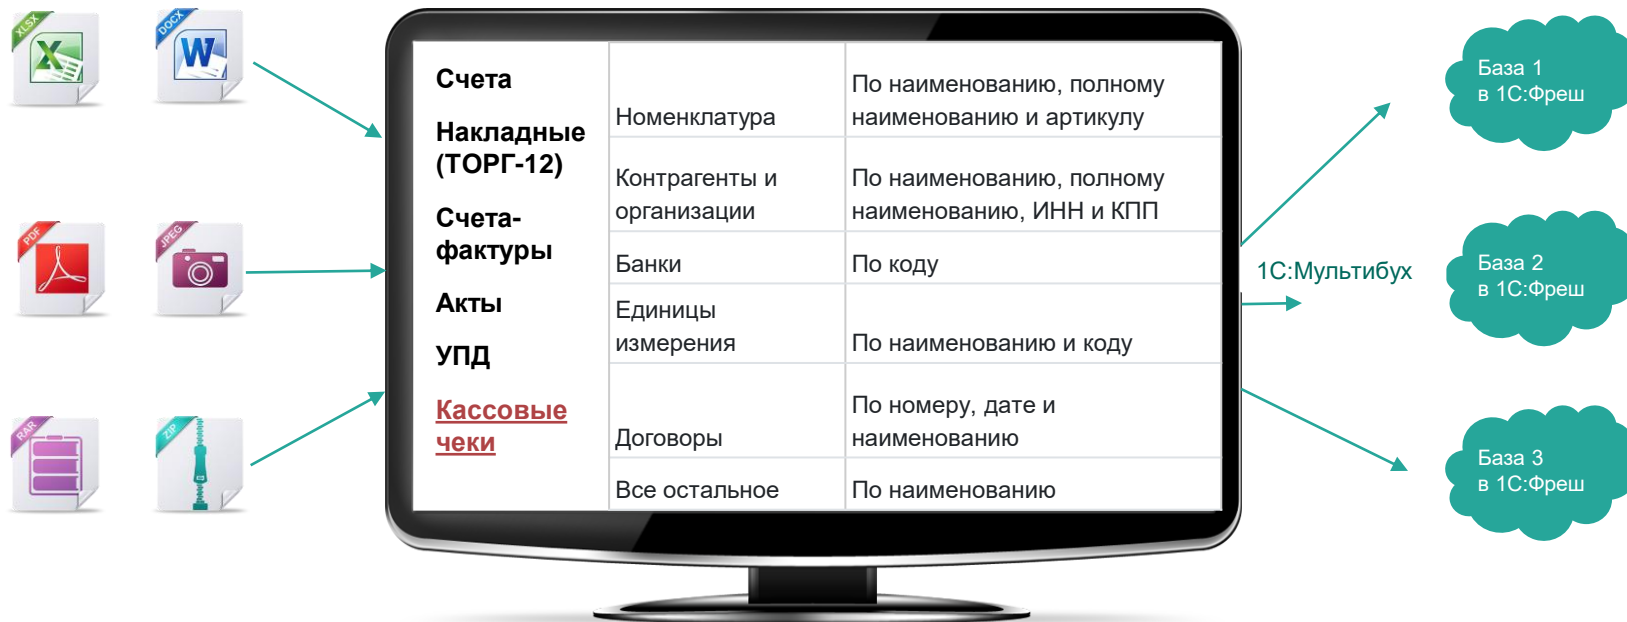 XLSX
DOCX
PDF
JPEG
RAR
ZIP
Счета
Накладные
(ТОРГ-12)
Счета-
фактуры
Акты
УПД
Кассовые
чеки
Номенклатура
По наименованию, полному
наименованию и артикулу
Контрагенты и
организации
По наименованию, полному
наименованию, ИНН и КПП
Банки
По коду
Единицы
измерения
По наименованию и коду
Договоры
По номеру, дате и
наименованию
Все остальное
По наименованию
1С:Мультибух
База 1
в 1С:Фреш
База 2
в 1С:Фреш
База 3
в 1С:Фреш